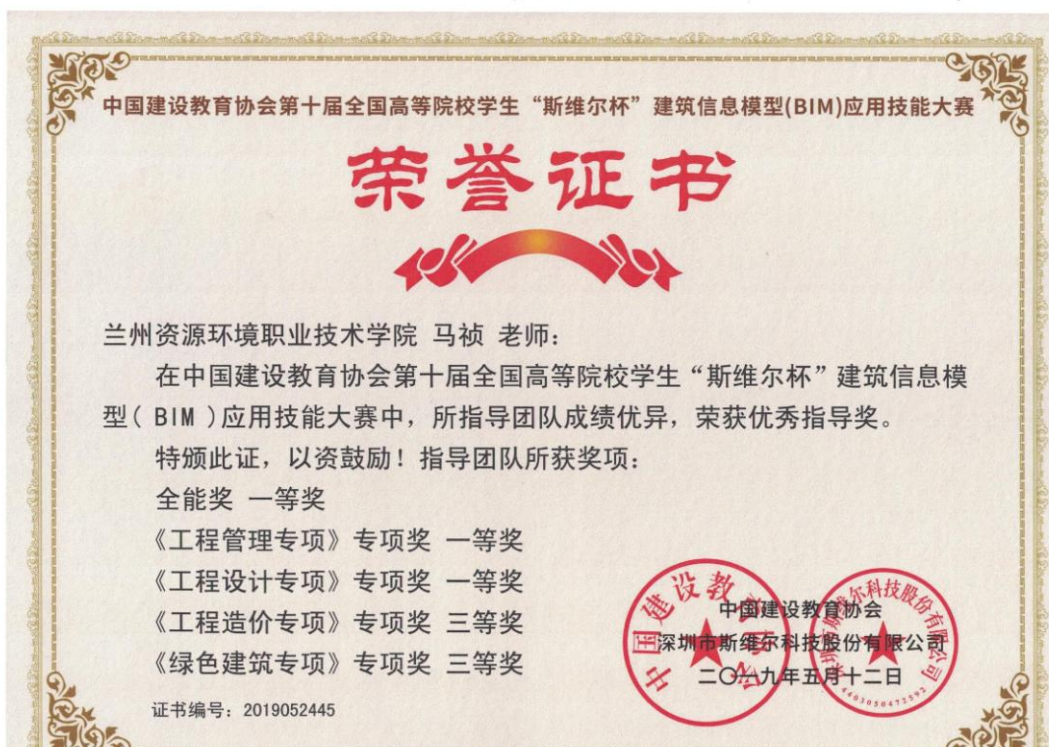 中国建设教育协会第十届全国高等院校学生“斯维尔杯”建筑信息模型(BIM)应用技能大赛
荣誉证书
兰州资源环境职业技术学院 马祯 老师：
在中国建设教育协会第十届全国高等院校学生“斯维尔杯”建筑信息模
型( BIM )应用技能大赛中，所指导团队成绩优异，荣获优秀指导奖。
特颁此证，以资鼓励！指导团队所获奖项：
全能奖 一等奖
《工程管理专项》专项奖 一等奖
《工程设计专项》专项奖 一等奖
《工程造价专项》专项奖 三等奖
《绿色建筑专项》专项奖 三等奖
中国建设教育协会
深圳市斯维尔科技股份有限公司
二〇一九年五月十二日
证书编号：2019052445